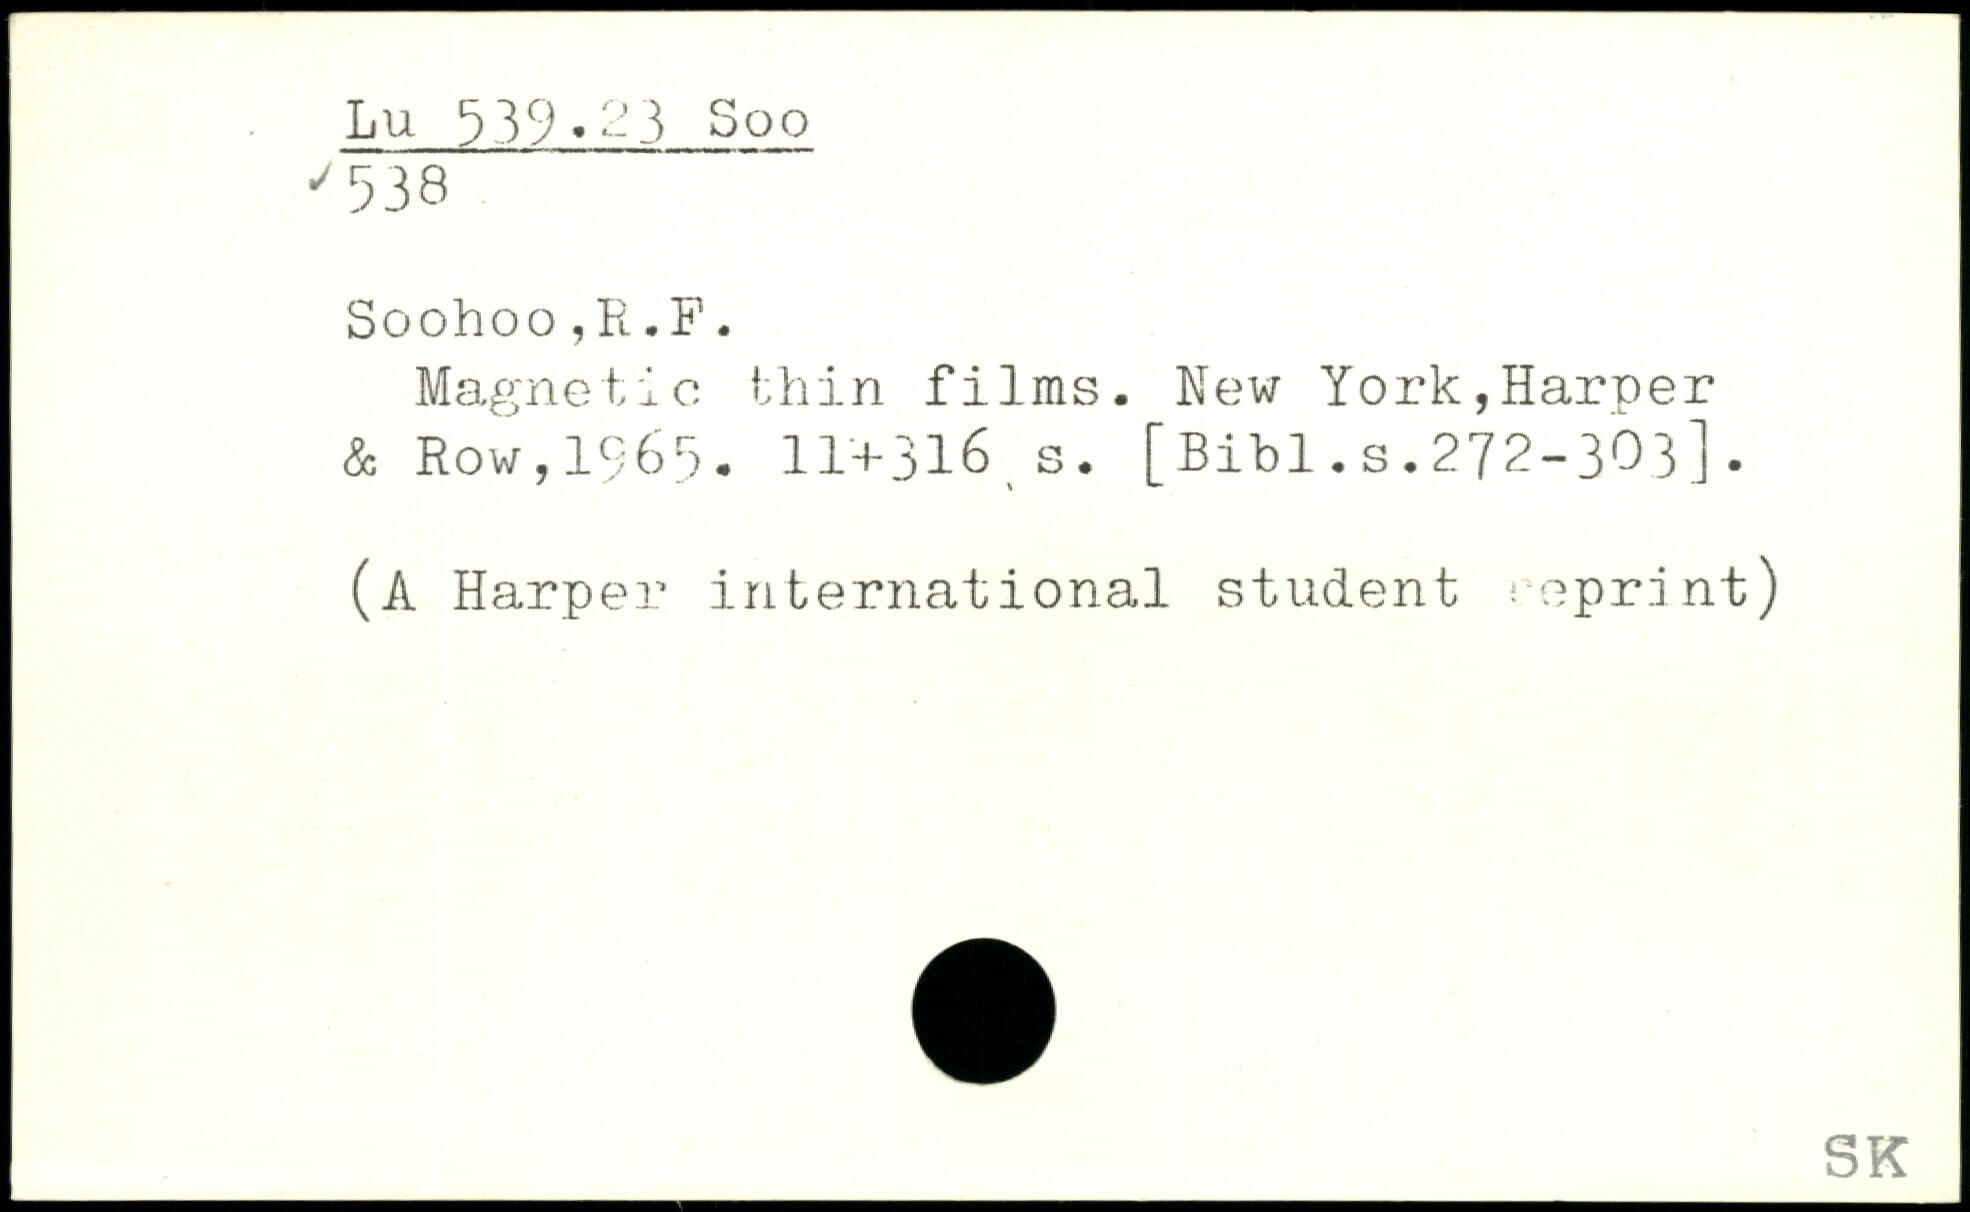 Lu 539.23 Soo
✓538
Soohoo,R.F.
Magnetic thin films. New York,Harper
& Row,1965. 11+316 s. [Bibl.s.272-303].
(A Harper international student reprint)
SK